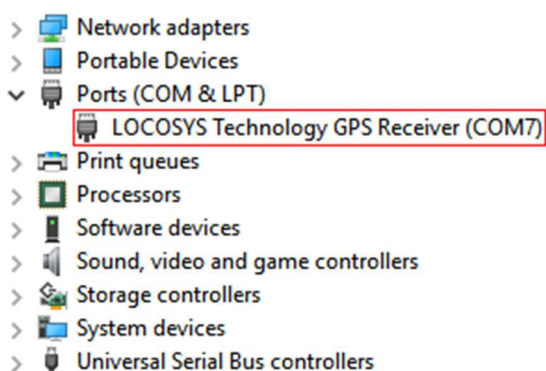 Network adapters
Portable Devices
Ports (COM & LPT)
LOCOSYS Technology GPS Receiver (COM7)
Print queues
Processors
Software devices
Sound, video and game controllers
Storage controllers
System devices
Universal Serial Bus controllers